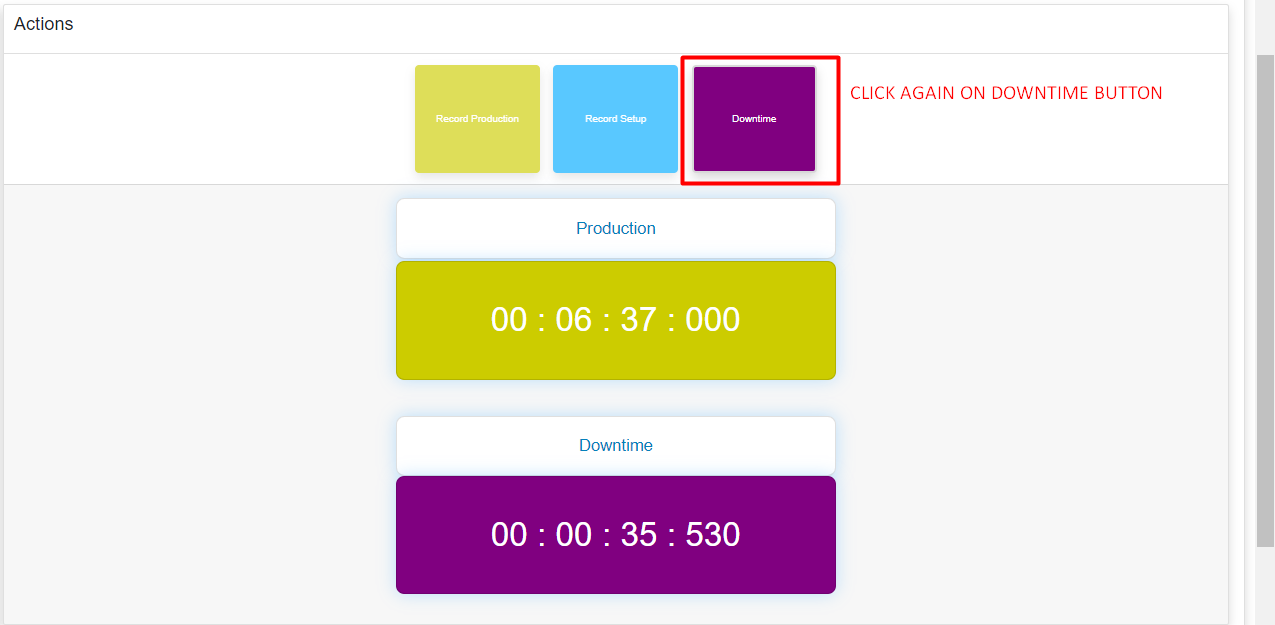 Actions
Record Production
Record Setup
Downtime
CLICK AGAIN ON DOWNTIME BUTTON
Production
00 : 06 : 37 : 000
Downtime
00 : 00 : 35 : 530